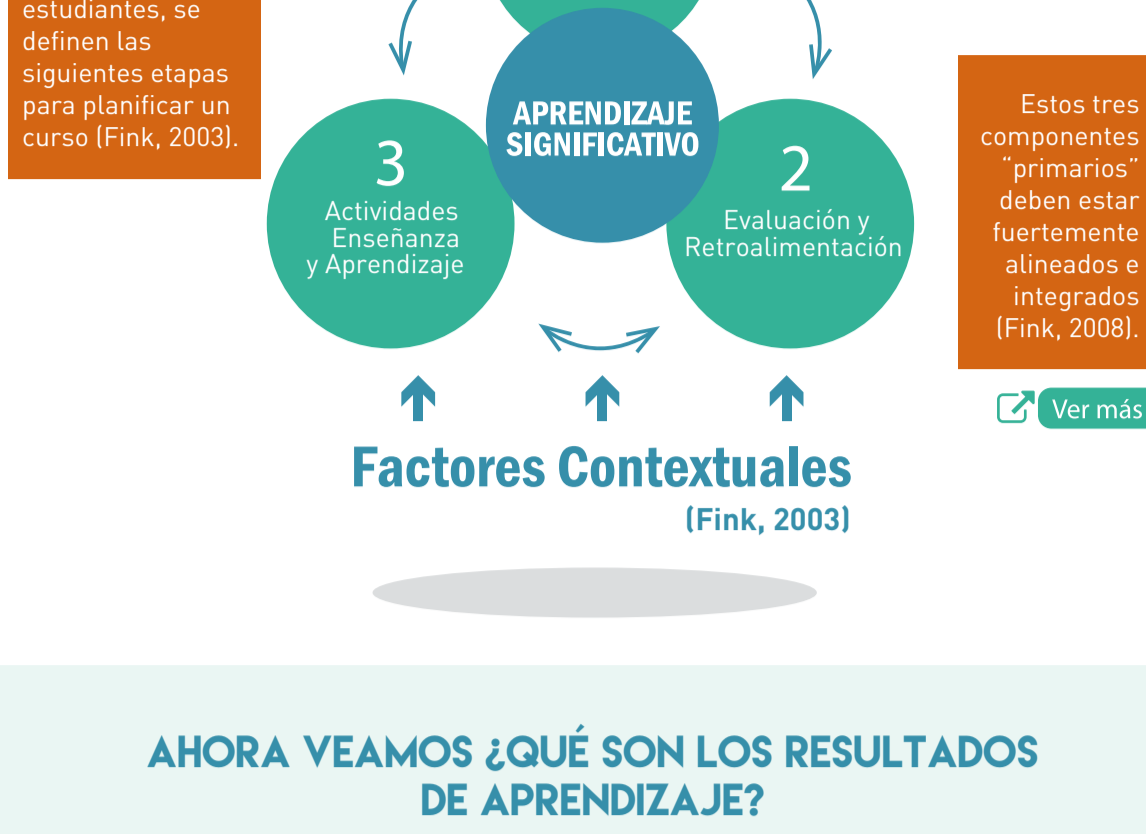 estudiantes, se
definen las
siguientes etapas
para planificar un
curso (Fink, 2003).
APRENDIZAJE
SIGNIFICATIVO
3
Actividades
Enseñanza
y Aprendizaje
2
Evaluación y
Retroalimentación
Estos tres
componentes
“primarios”
deben estar
fuertemente
alineados e
integrados
(Fink, 2008).
Ver más
Factores Contextuales
(Fink, 2003)
AHORA VEAMOS ¿QUÉ SON LOS RESULTADOS
DE APRENDIZAJE?